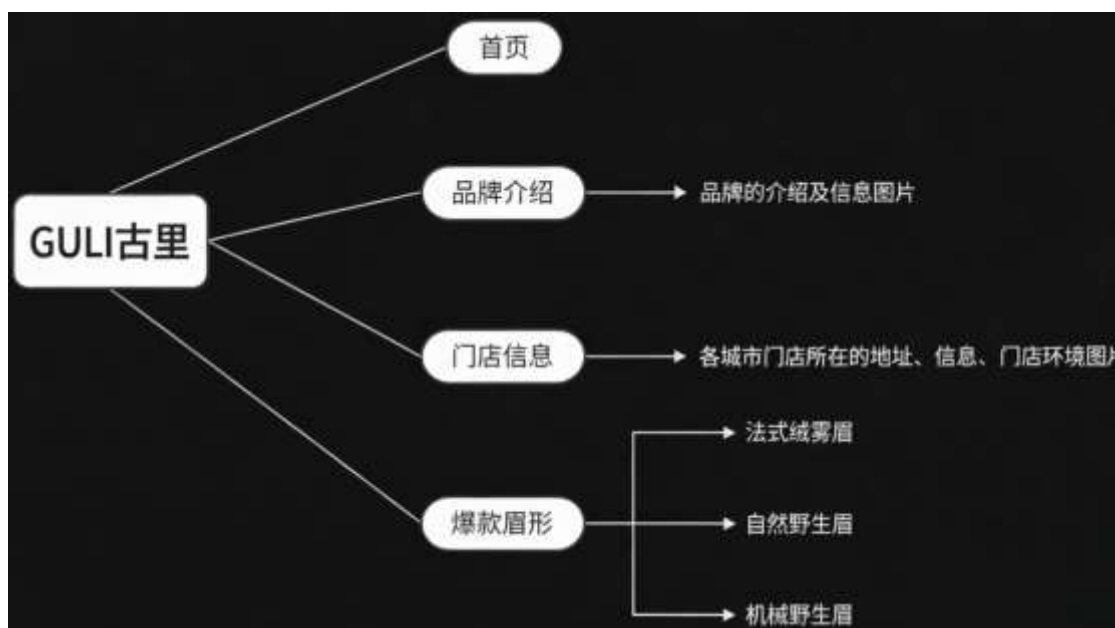 首页
品牌介绍
品牌的介绍及信息图片
GULI古里
门店信息
各城市门店所在的地址、信息、门店环境图片
法式绒雾眉
爆款眉形
自然野生眉
机械野生眉